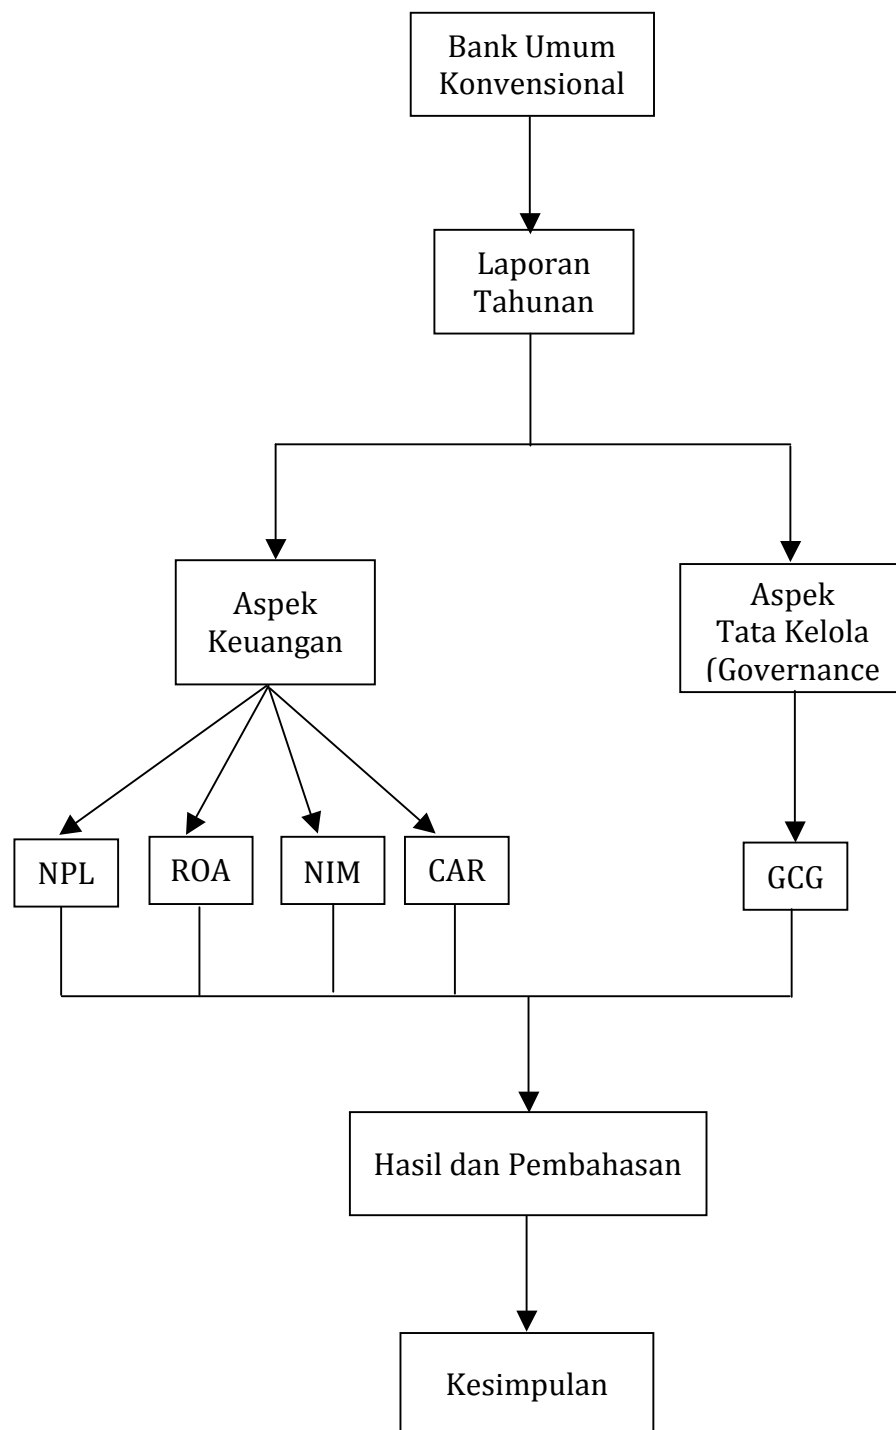 Bank Umum
Konvensional
Laporan
Tahunan
Aspek
Keuangan
Aspek
Tata Kelola
(Governance
NPL
ROA
NIM
CAR
GCG
Hasil dan Pembahasan
Kesimpulan